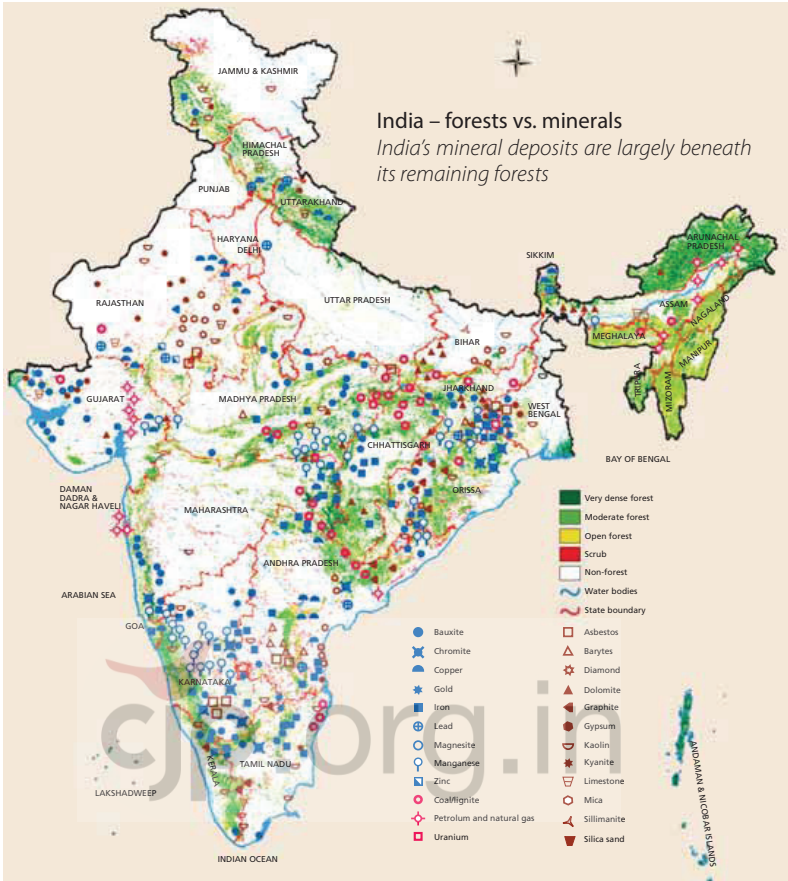 N
JAMMU & KASHMIR
India – forests vs. minerals
India's mineral deposits are largely beneath
its remaining forests
HIMACHAL
PRADESH
PUNJAB
UTTARAKHAND
HARYANA
DELHI
ARUNACHAL
PRADESH
SIKKIM
RAJASTHAN
UTTAR PRADESH
ASSAM
NAGALAND
BIHAR
MEGHALAYA
MANIPUR
JHARKHAND
TRIPURA
MIZORAM
GUJARAT
MADHYA PRADESH
WEST
BENGAL
CHHATTISGARH
BAY OF BENGAL
DAMAN
DADRA &
NAGAR HAVELI
ORISSA
MAHARASHTRA
Very dense forest
Moderate forest
Open forest
Scrub
Non-forest
Water bodies
State boundary
ANDHRA PRADESH
ARABIAN SEA
GOA
KARNATAKA
KERALA
TAMIL NADU
LAKSHADWEEP
INDIAN OCEAN
ANDAMAN & NICOBAR ISLANDS
Bauxite
Chromite
Copper
Gold
Iron
Lead
Magnesite
Manganese
Zinc
Coal/lignite
Petrolum and natural gas
Uranium
Asbestos
Barytes
Diamond
Dolomite
Graphite
Gypsum
Kaolin
Kyanite
Limestone
Mica
Sillimanite
Silica sand
cjp.org.in